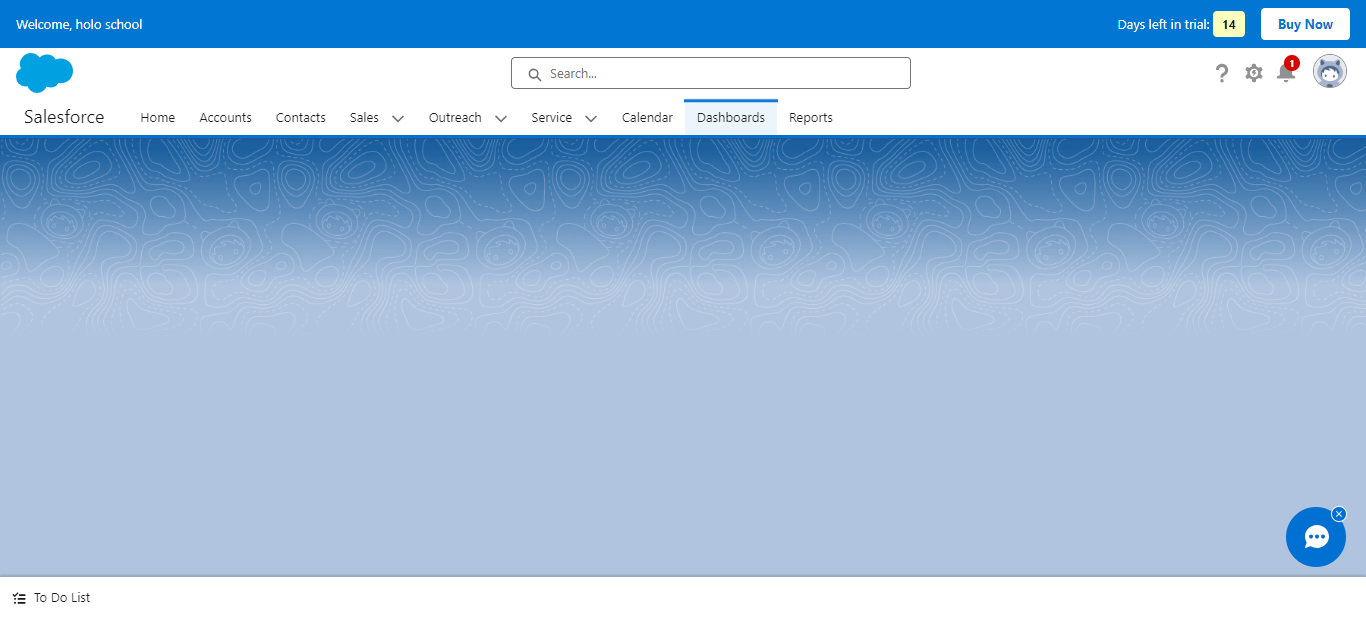 Welcome, holo school
Days left in trial: 14
Buy Now
Search...
1
Salesforce
Home
Accounts
Contacts
Sales
Outreach
Service
Calendar
Dashboards
Reports
To Do List